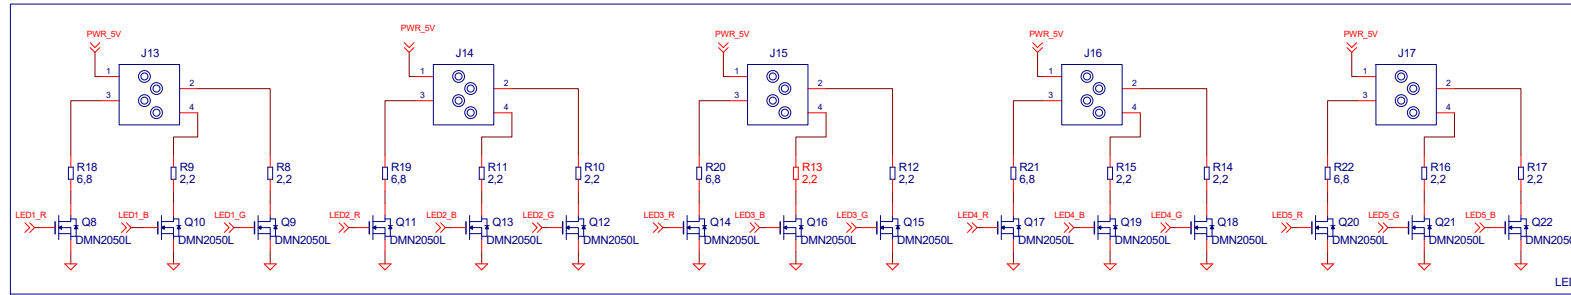 PWR_5V
J13
1
2
3
4
R18
6,8
R9
2,2
R8
2,2
LED1_R
Q8
DMN2050L
LED1_B
Q10
DMN2050L
LED1_G
Q9
DMN2050L
PWR_5V
J14
1
2
3
4
R19
6,8
R11
2,2
R10
2,2
LED2_R
Q11
DMN2050L
LED2_B
Q13
DMN2050L
LED2_G
Q12
DMN2050L
PWR_5V
J15
1
2
3
4
R20
6,8
R13
2,2
R12
2,2
LED3_R
Q14
DMN2050L
LED3_B
Q16
DMN2050L
LED3_G
Q15
DMN2050L
PWR_5V
J16
1
2
3
4
R21
6,8
R15
2,2
R14
2,2
LED4_R
Q17
DMN2050L
LED4_B
Q19
DMN2050L
LED4_G
Q18
DMN2050L
PWR_5V
J17
1
2
3
4
R22
6,8
R16
2,2
R17
2,2
LED5_R
Q20
DMN2050L
LED5_G
Q21
DMN2050L
LED5_B
Q22
DMN2050
LED